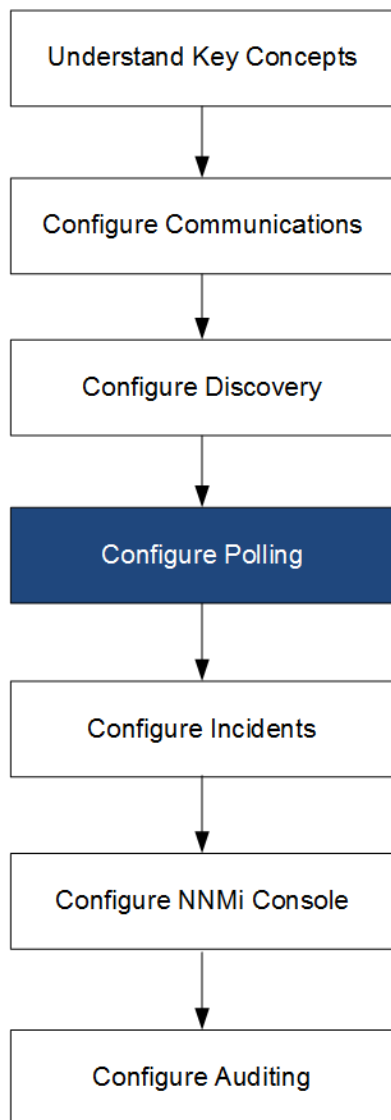 Understand Key Concepts
Configure Communications
Configure Discovery
Configure Polling
Configure Incidents
Configure NNMi Console
Configure Auditing